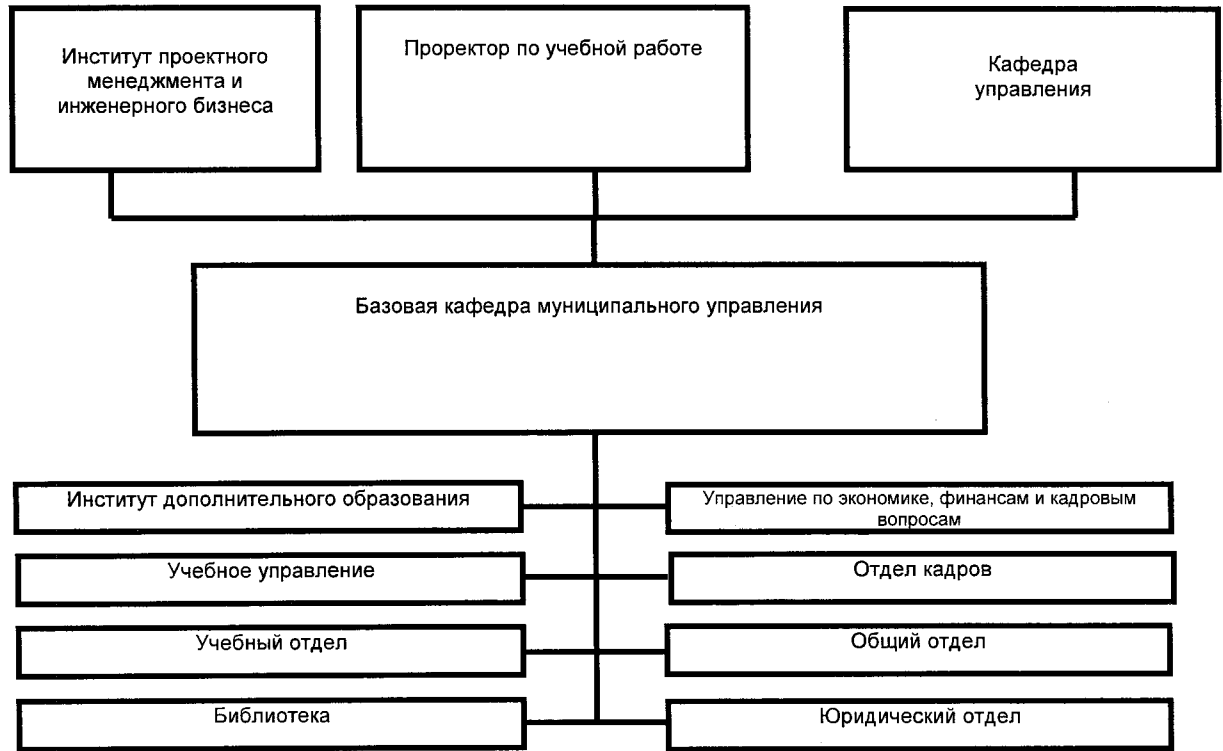 Институт проектного
менеджмента и
инженерного бизнеса
Проректор по учебной работе
Кафедра
управления
Базовая кафедра муниципального управления
Институт дополнительного образования
Управление по экономике, финансам и кадровым
вопросам
Учебное управление
Отдел кадров
Учебный отдел
Общий отдел
Библиотека
Юридический отдел